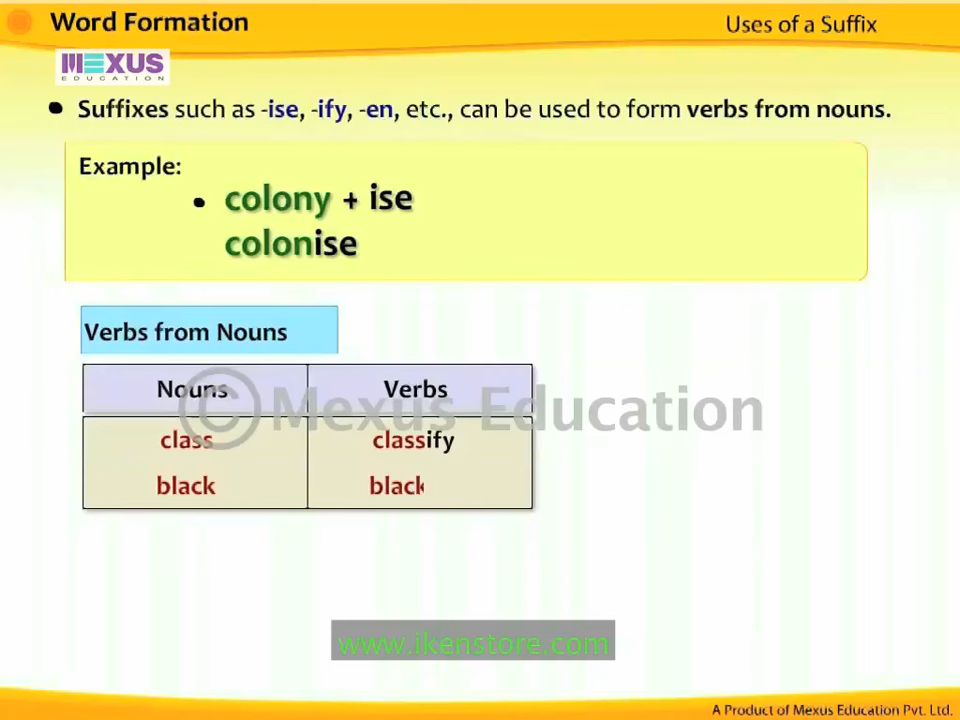 Word Formation
Uses of a Suffix
MEXUS
EDUCATION
• Suffixes such as -ise, -ify, -en, etc., can be used to form verbs from nouns.
Example:
• colony + ise
colonise
Verbs from Nouns
Nouns Verbs
© Mexus Education
class classify
black black
www.ikenstore.com
A Product of Mexus Education Pvt. Ltd.